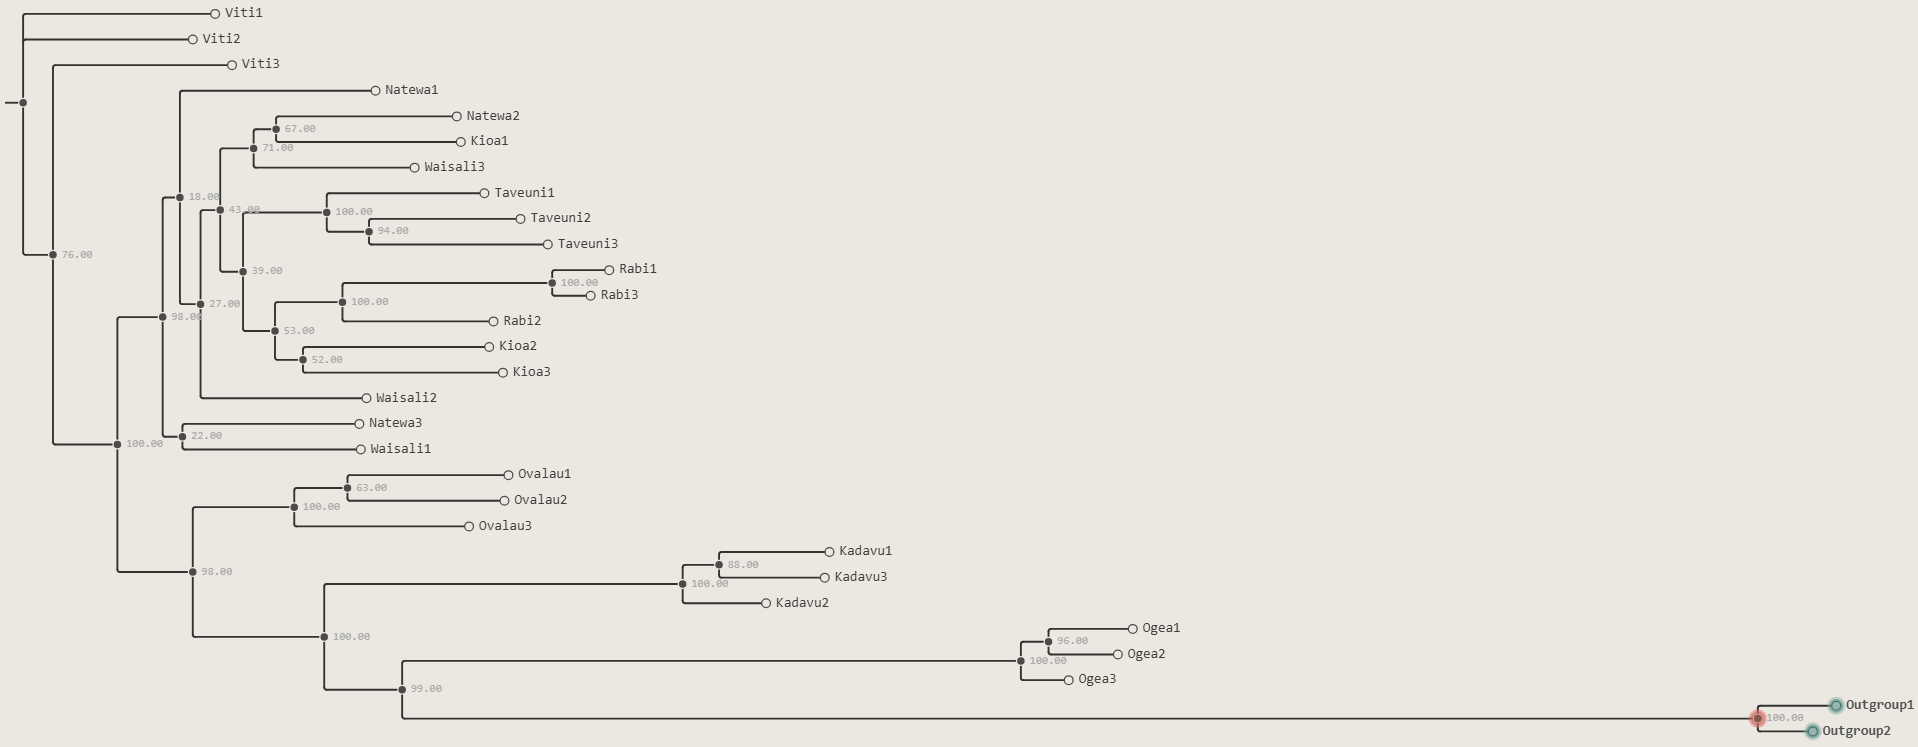 Viti1
Viti2
Viti3
Natewa1
Natewa2
67.00
Kioa1
71.00
Waisali3
Taveuni1
18.00
43.00
100.00
Taveuni2
94.00
Taveuni3
76.00
39.00
Rabi1
100.00
Rabi3
27.00
100.00
98.00
Rabi2
53.00
Kioa2
52.00
Kioa3
Waisali2
Natewa3
22.00
100.00
Waisali1
Ovalau1
63.00
Ovalau2
100.00
Ovalau3
Kadavu1
88.00
98.00
Kadavu3
100.00
Kadavu2
Ogea1
100.00
96.00
Ogea2
100.00
Ogea3
99.00
Outgroup1
100.00
Outgroup2